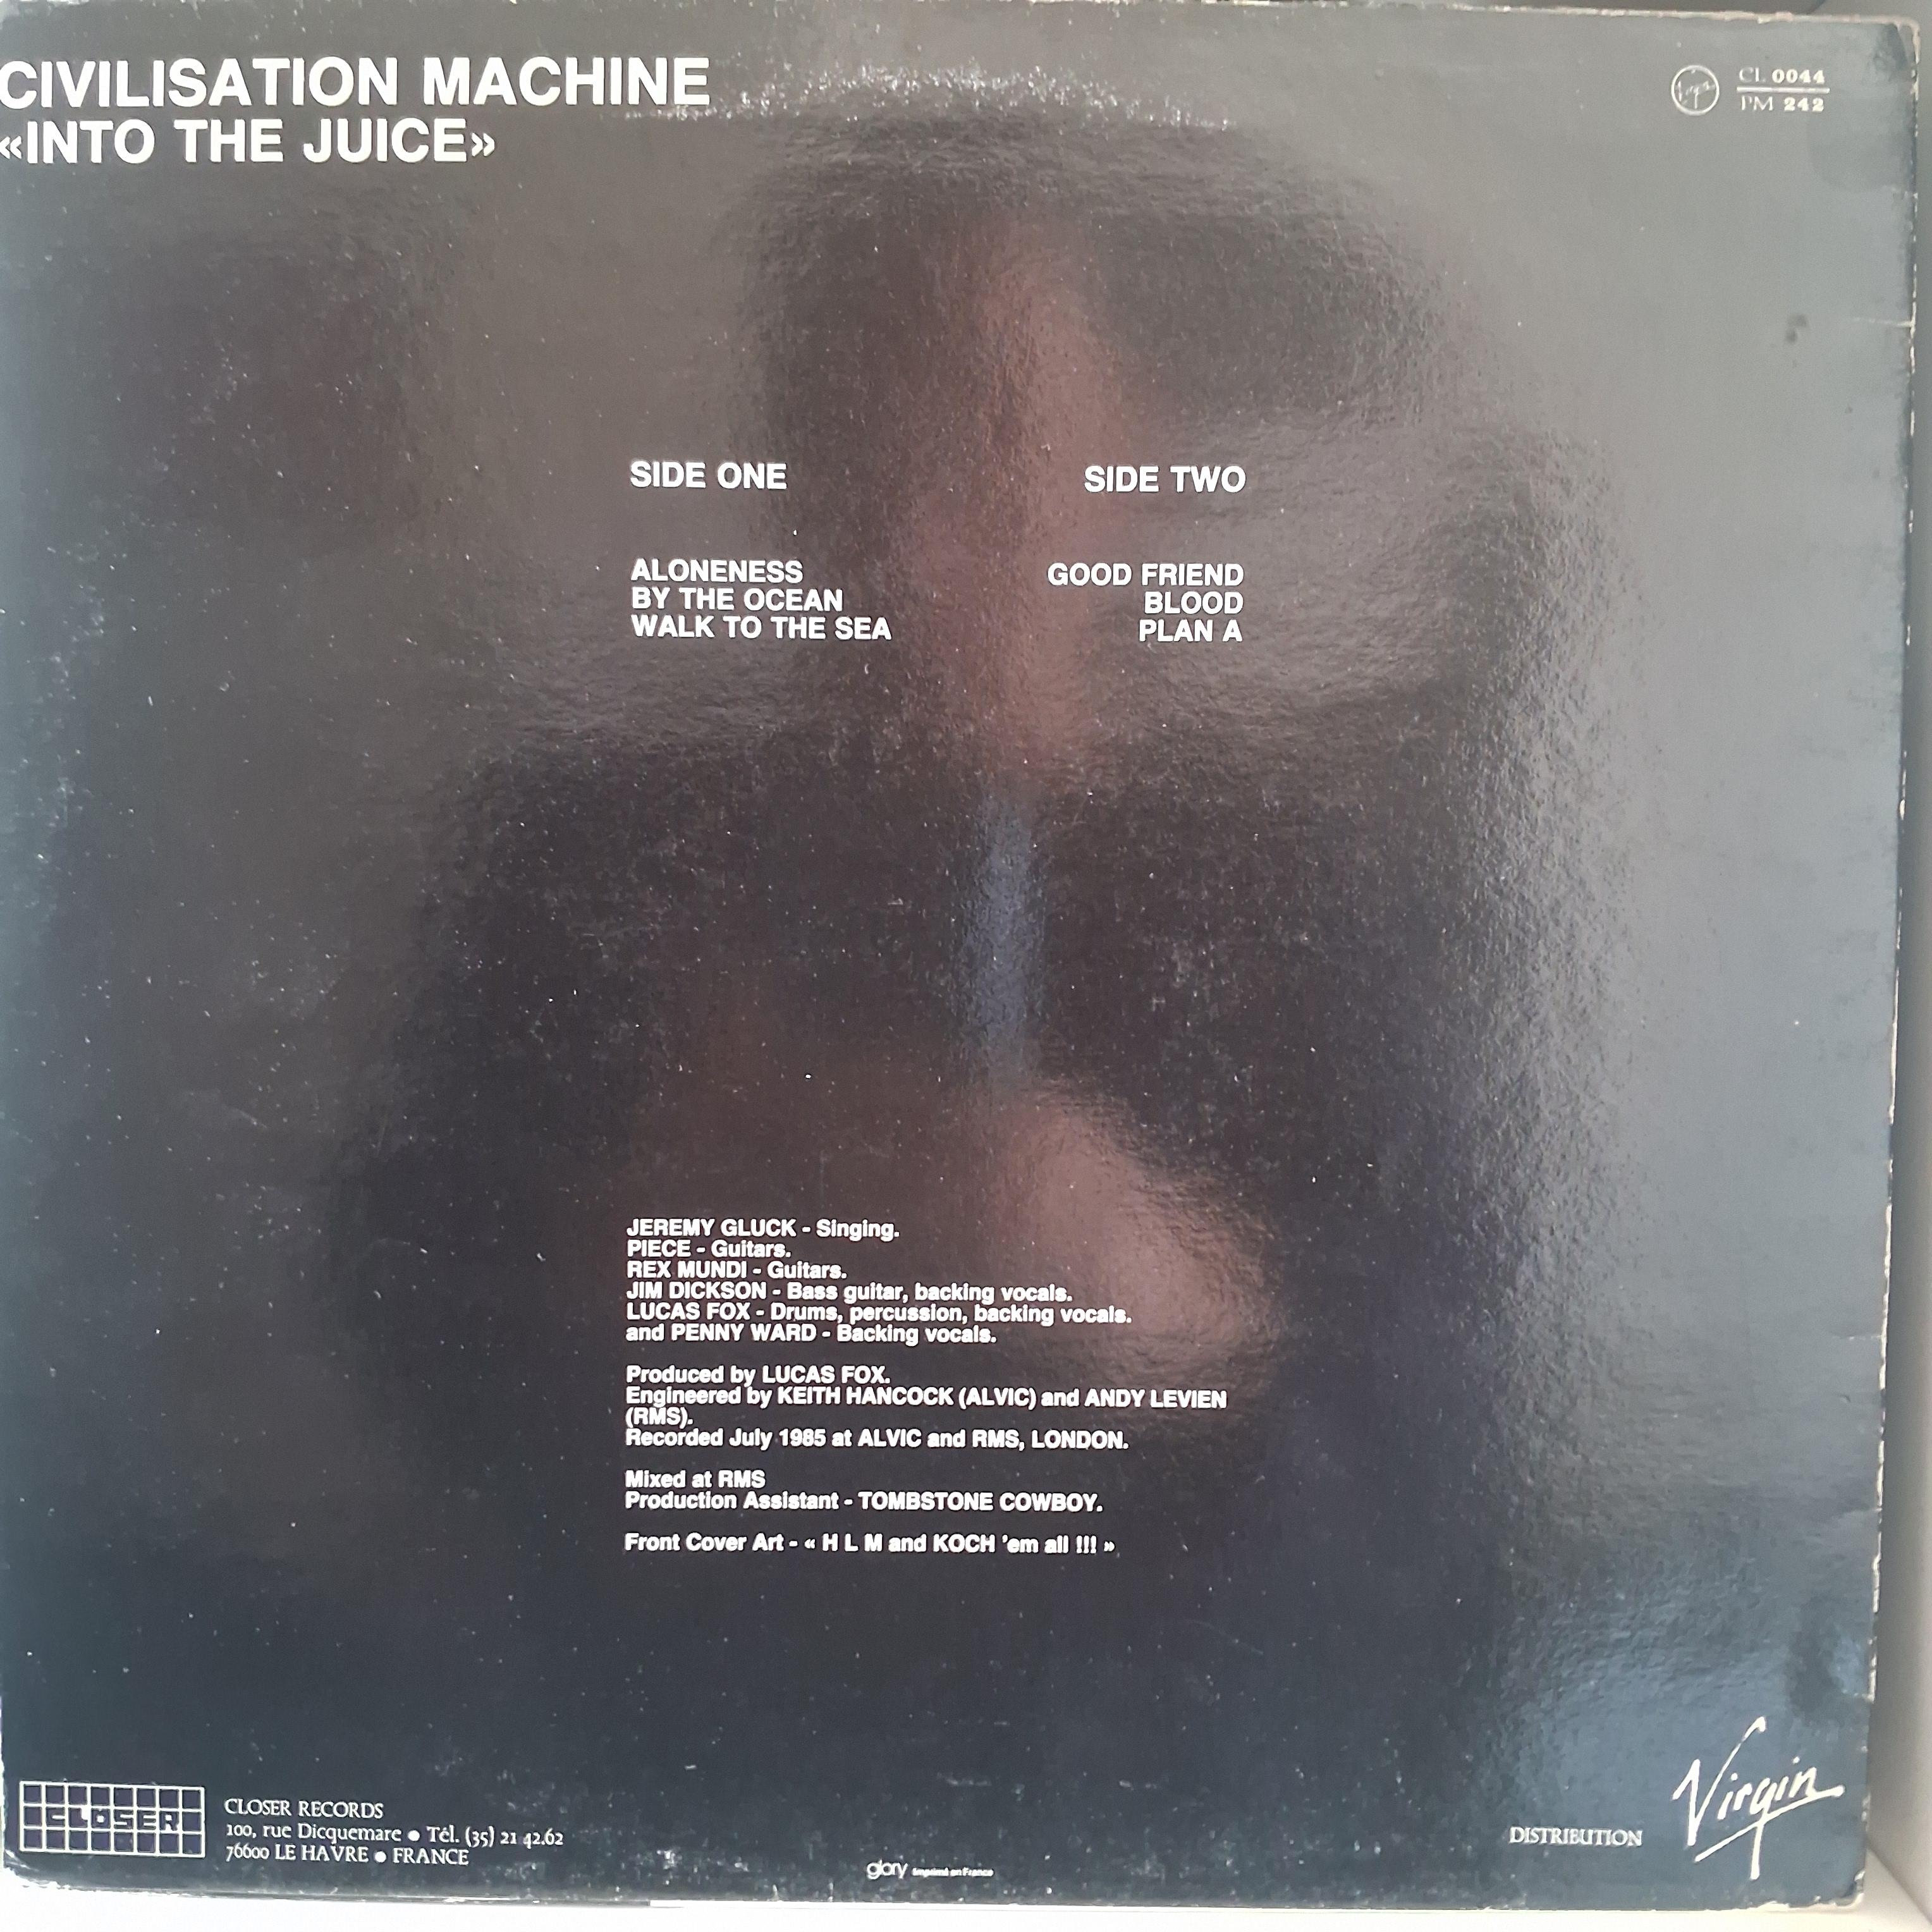 CIVILISATION MACHINE
«INTO THE JUICE»
Virgin
CL 0044
PM 242
SIDE ONE
ALONENESS
BY THE OCEAN
WALK TO THE SEA
SIDE TWO
GOOD FRIEND
BLOOD
PLAN A
JEREMY GLUCK - Singing.
PIECE - Guitars.
REX MUNDI - Guitars.
JIM DICKSON - Bass guitar, backing vocals.
LUCAS FOX - Drums, percussion, backing vocals.
and PENNY WARD - Backing vocals.
Produced by LUCAS FOX.
Engineered by KEITH HANCOCK (ALVIC) and ANDY LEVIEN
(RMS).
Recorded July 1985 at ALVIC and RMS, LONDON.
Mixed at RMS
Production Assistant - TOMBSTONE COWBOY.
Front Cover Art - « H L M and KOCH 'em all !!! »
CLOSER
CLOSER RECORDS
100, rue Dicquemare ● Tél. (35) 21 42.62
76600 LE HAVRE ● FRANCE
glory Imprimé en France
DISTRIBUTION
Virgin